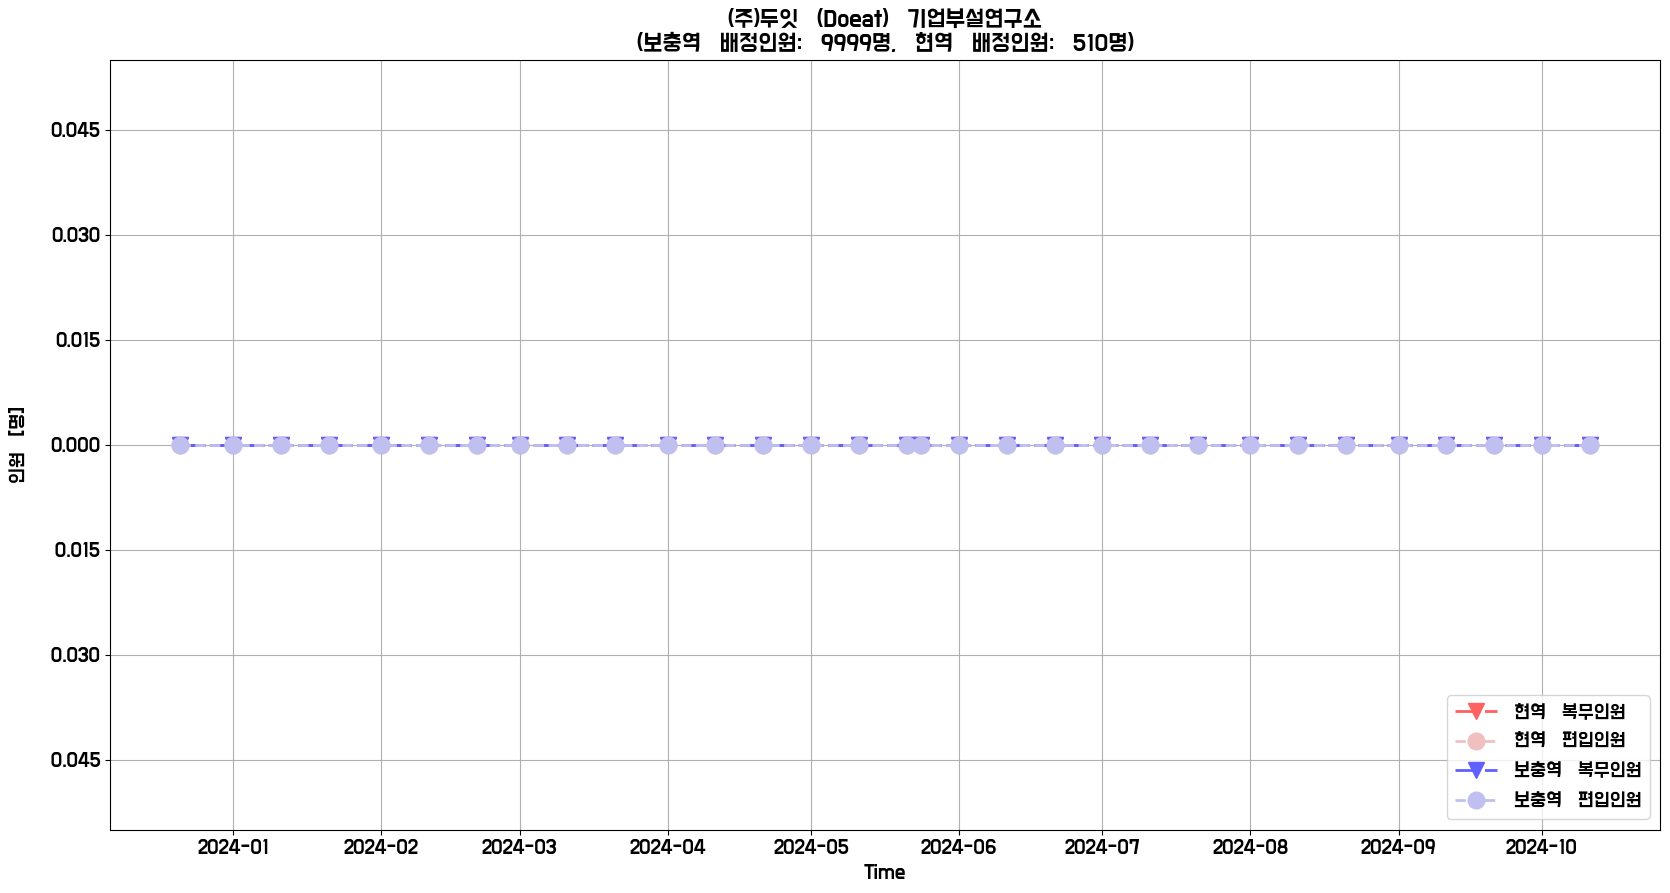 (주)두잇 (Doeat) 기업부설연구소
(보충역 배정인원: 9999명, 현역 배정인원: 510명)
인원 [명]
0.045
0.030
0.015
0.000
0.015
0.030
0.045
2024-01 2024-02 2024-03 2024-04 2024-05 2024-06 2024-07 2024-08 2024-09 2024-10
Time
현역 복무인원
현역 편입인원
보충역 복무인원
보충역 편입인원